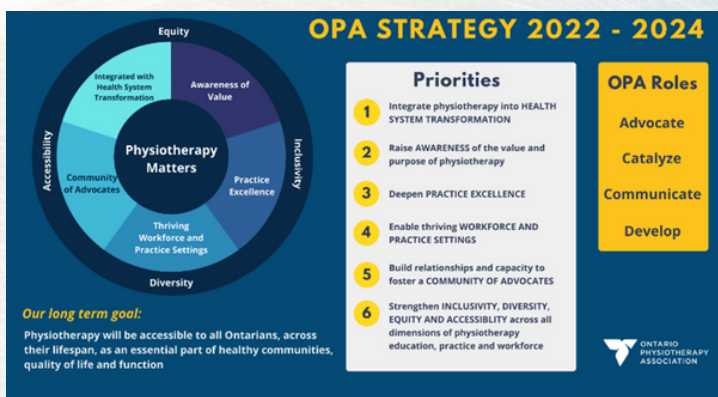 OPA STRATEGY 2022 - 2024
Equity
Integrated with
Health System
Transformation
Awareness of
Value
Accessibility
Physiotherapy
Matters
Inclusivity
Community
of Advocates
Practice
Excellence
Thriving
Workforce and
Practice Settings
Diversity
Our long term goal:
Physiotherapy will be accessible to all Ontarians, across
their lifespan, as an essential part of healthy communities,
quality of life and function
Priorities
1
Integrate physiotherapy into HEALTH
SYSTEM TRANSFORMATION
2
Raise AWARENESS of the value and
purpose of physiotherapy
3
Deepen PRACTICE EXCELLENCE
4
Enable thriving WORKFORCE AND
PRACTICE SETTINGS
5
Build relationships and capacity to
foster a COMMUNITY OF ADVOCATES
6
Strengthen INCLUSIVITY, DIVERSITY,
EQUITY AND ACCESSIBLITY across all
dimensions of physiotherapy
education, practice and workforce
OPA Roles
Advocate
Catalyze
Communicate
Develop
ONTARIO
PHYSIOTHERAPY
ASSOCIATION